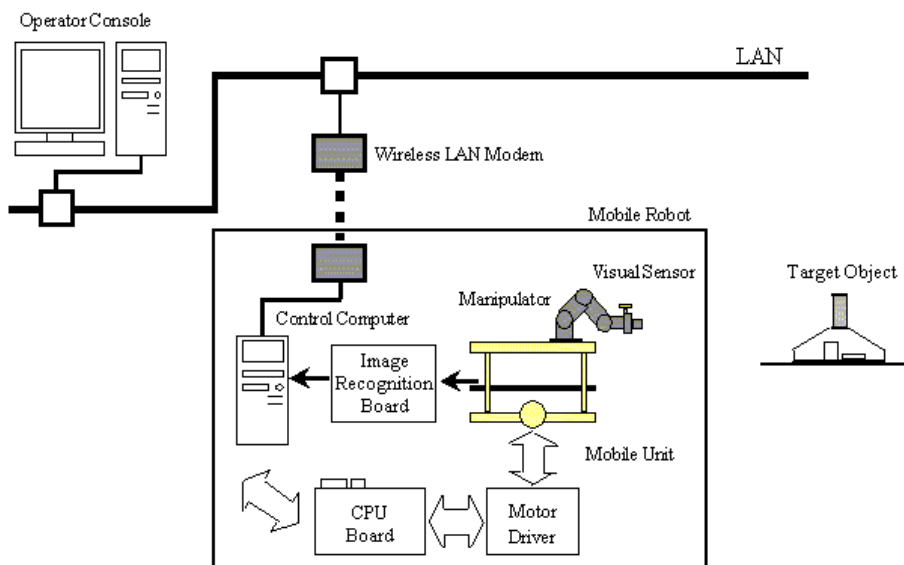 Operator Console
LAN
Wireless LAN Modem
Mobile Robot
Visual Sensor
Target Object
Manipulator
Control Computer
Image
Recognition
Board
Mobile Unit
CPU
Board
Motor
Driver